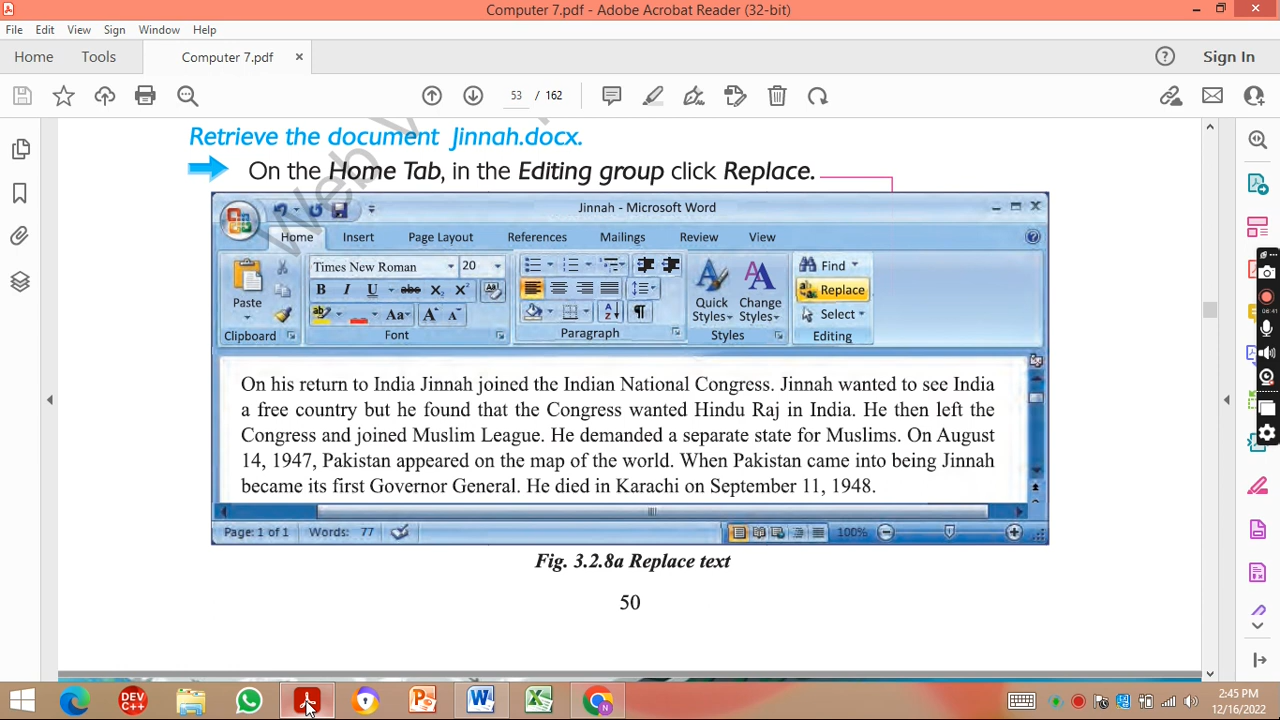 Computer 7.pdf - Adobe Acrobat Reader (32-bit)
File Edit View Sign Window Help
Home Tools Computer 7.pdf × ? Sign In
53 / 162
Retrieve the document Jinnah.docx.
On the Home Tab, in the Editing group click Replace.
Jinnah - Microsoft Word
Home Insert Page Layout References Mailings Review View
Times New Roman 20 Find
Paste B I U abc X₂ X² Quick Styles Change Styles Replace
ab Aa A A Select
Clipboard Font Paragraph Styles Editing
On his return to India Jinnah joined the Indian National Congress. Jinnah wanted to see India
a free country but he found that the Congress wanted Hindu Raj in India. He then left the
Congress and joined Muslim League. He demanded a separate state for Muslims. On August
14, 1947, Pakistan appeared on the map of the world. When Pakistan came into being Jinnah
became its first Governor General. He died in Karachi on September 11, 1948.
Page: 1 of 1 Words: 77 100%
Fig. 3.2.8a Replace text
50
06:41
DEV C++
2:45 PM
12/16/2022